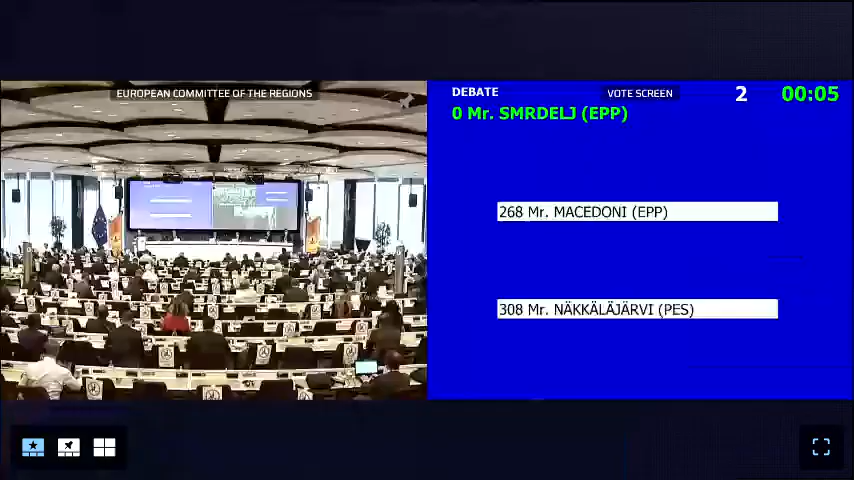 EUROPEAN COMMITTEE OF THE REGIONS
DEBATE
VOTE SCREEN
2
00:05
0 Mr. SMRDELJ (EPP)
268 Mr. MACEDONI (EPP)
308 Mr. NÄKKÄLÄJÄRVI (PES)